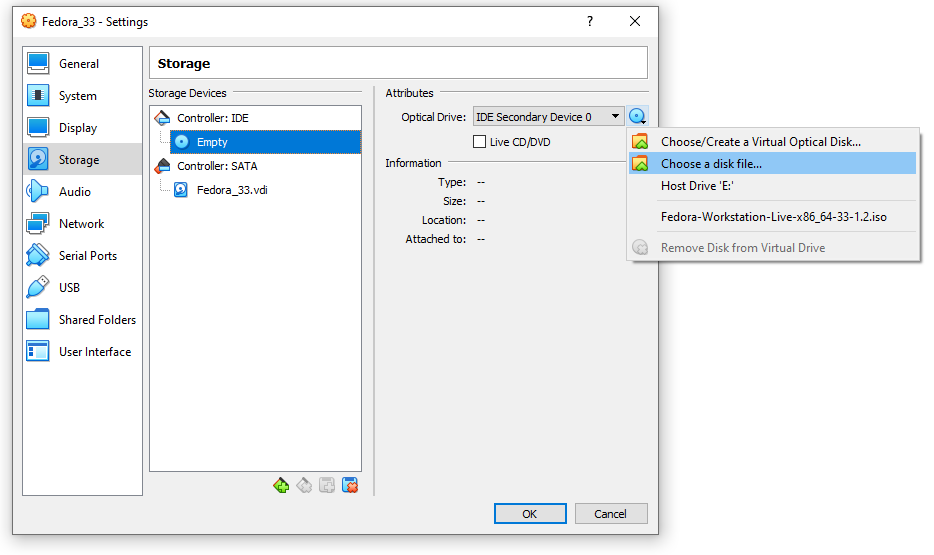 Fedora_33 - Settings
?
General
System
Display
Storage
Audio
Network
Serial Ports
USB
Shared Folders
User Interface
Storage
Storage Devices
Controller: IDE
Empty
Controller: SATA
Fedora_33.vdi
Attributes
Optical Drive: IDE Secondary Device 0
Live CD/DVD
Information
Type: --
Size: --
Location: --
Attached to: --
Choose/Create a Virtual Optical Disk...
Choose a disk file...
Host Drive 'E:'
Fedora-Workstation-Live-x86_64-33-1.2.iso
Remove Disk from Virtual Drive
OK
Cancel